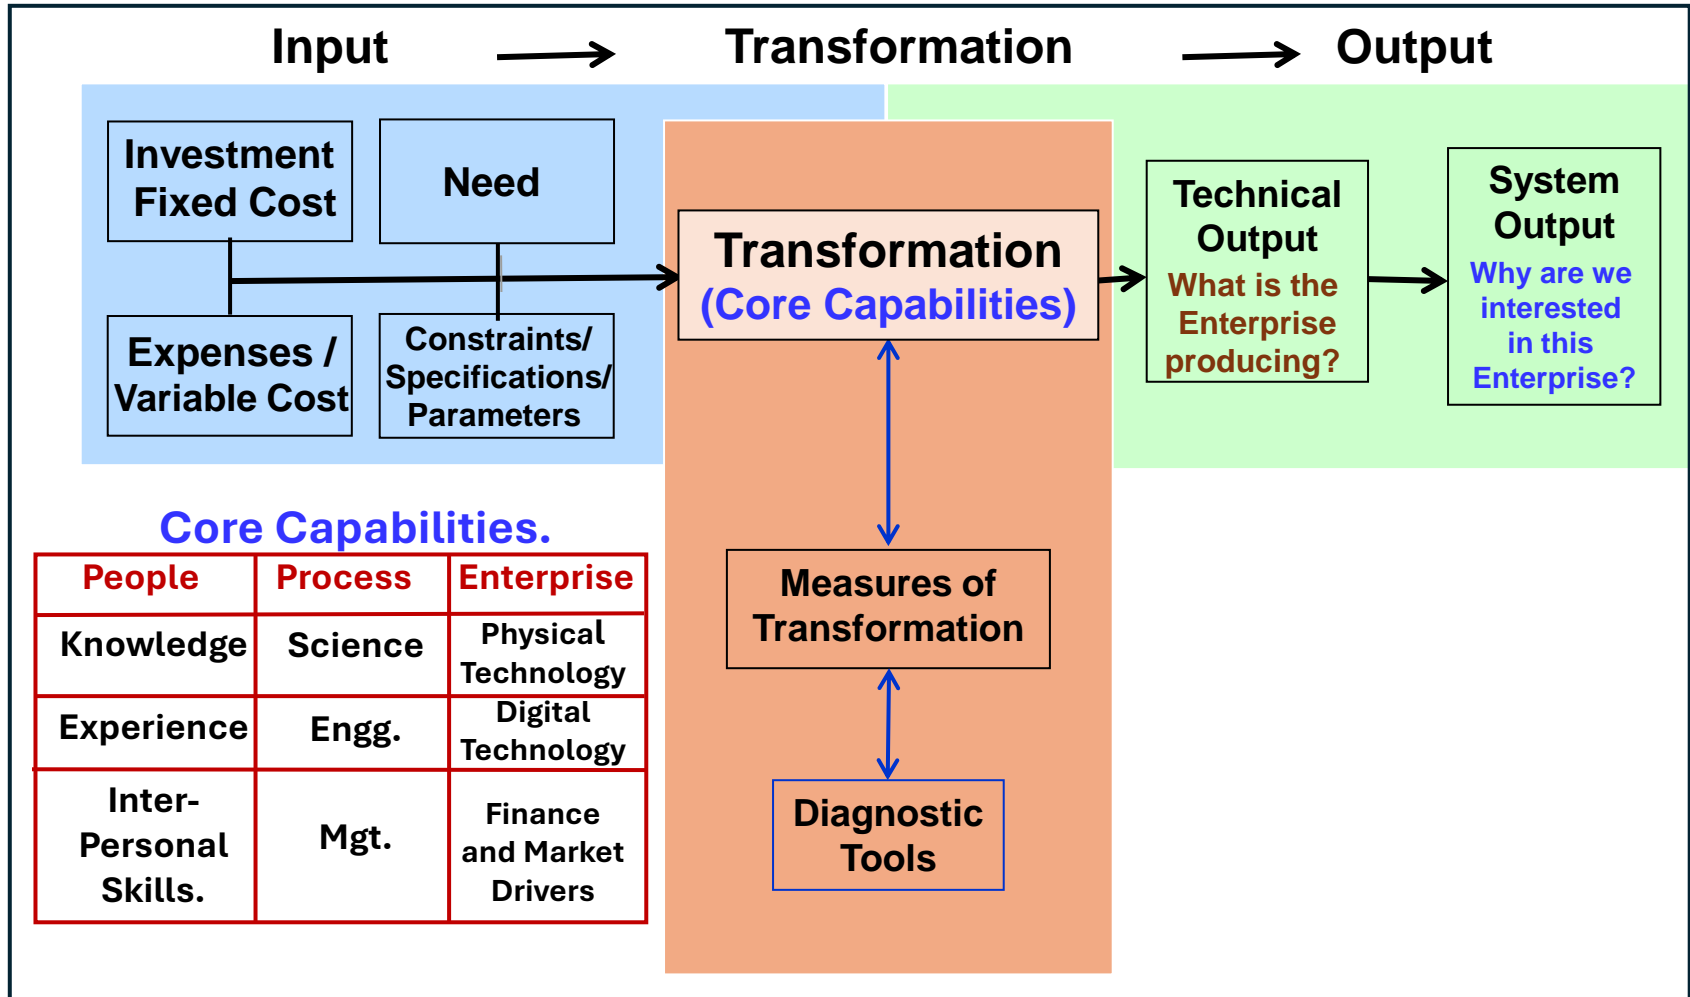 Input
Transformation
Output
Investment
Fixed Cost
Need
Expenses /
Variable Cost
Constraints/
Specifications/
Parameters
Transformation
(Core Capabilities)
Technical
Output
What is the
Enterprise
producing?
System
Output
Why are we
interested
in this
Enterprise?
Measures of
Transformation
Diagnostic
Tools
Core Capabilities.
People
Process
Enterprise
Knowledge
Science
Physical
Technology
Experience
Engg.
Digital
Technology
Inter-
Personal
Skills.
Mgt.
Finance
and Market
Drivers